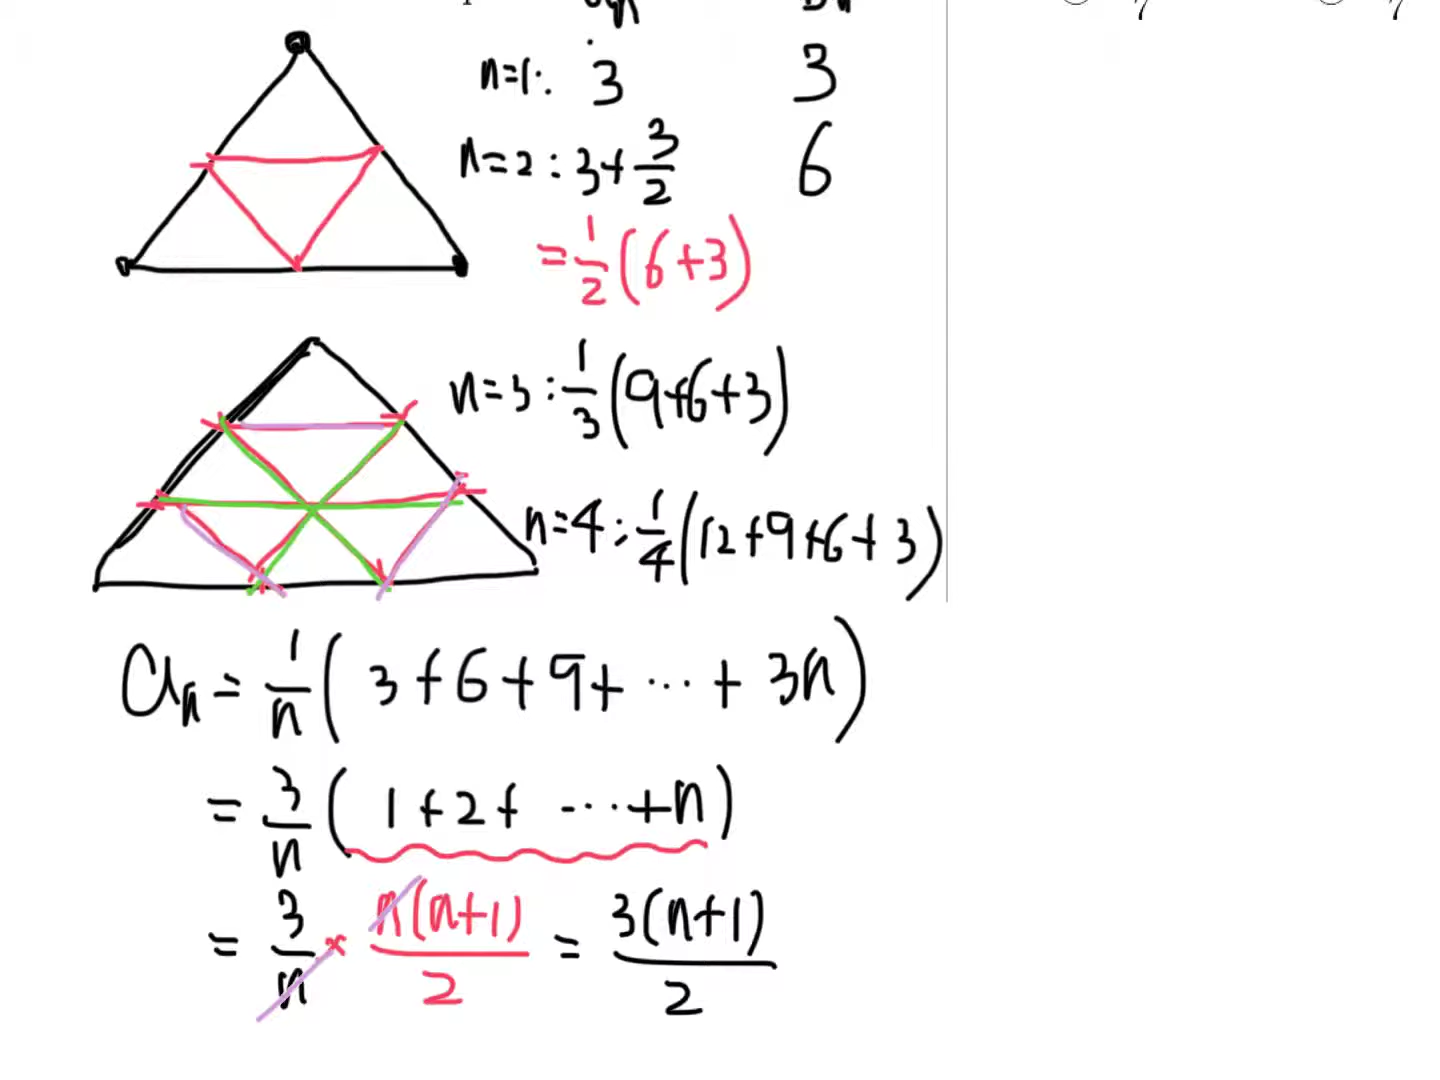 n=1: 3 3
n=2: 3+3/2 6
=1/2(6+3)
n=3: 1/3(9+6+3)
n=4: 1/4(12+9+6+3)
an = 1/n(3+6+9+⋯+3n)
= 3/n(1+2+⋯+n)
= 3/n × n(n+1)/2 = 3(n+1)/2